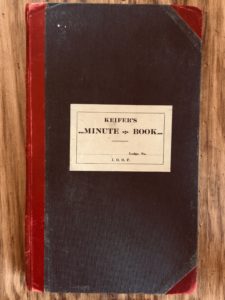 KEIFER'S
MINUTE BOOK
Lodge, No.
I. O. O. F.